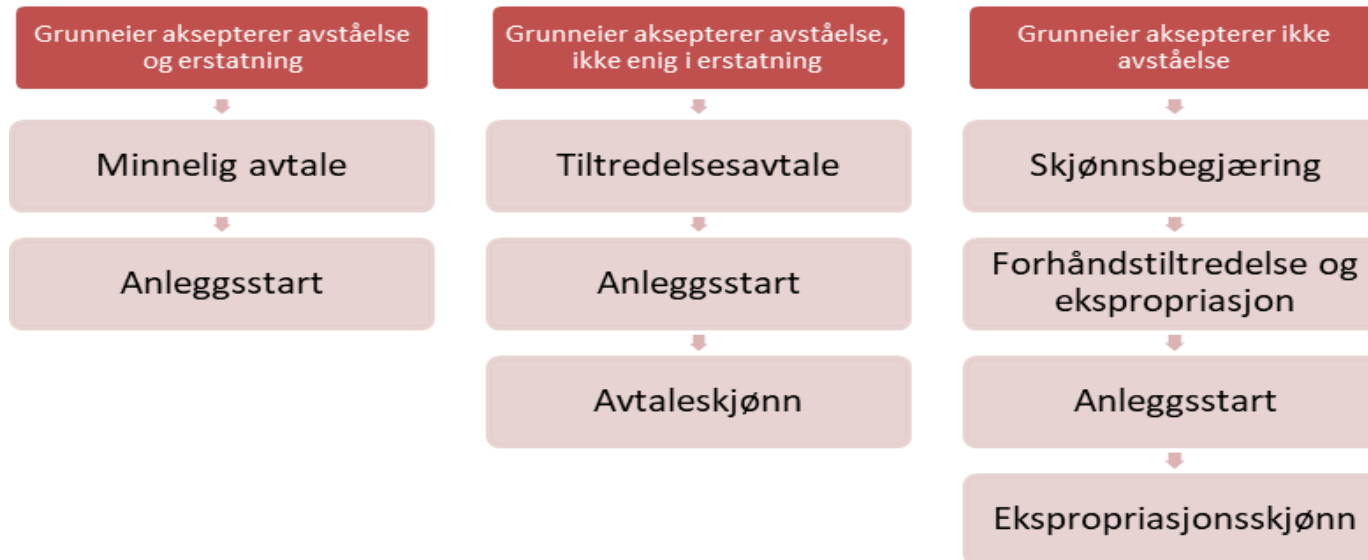 Grunneier aksepterer avståelse
og erstatning
Minnelig avtale
Anleggsstart
Grunneier aksepterer avståelse,
ikke enig i erstatning
Tiltredelsesavtale
Anleggsstart
Avtaleskjønn
Grunneier aksepterer ikke
avståelse
Skjønnsbegjæring
Forhåndstiltredelse og
ekspropriasjon
Anleggsstart
Ekspropriasjonsskjønn